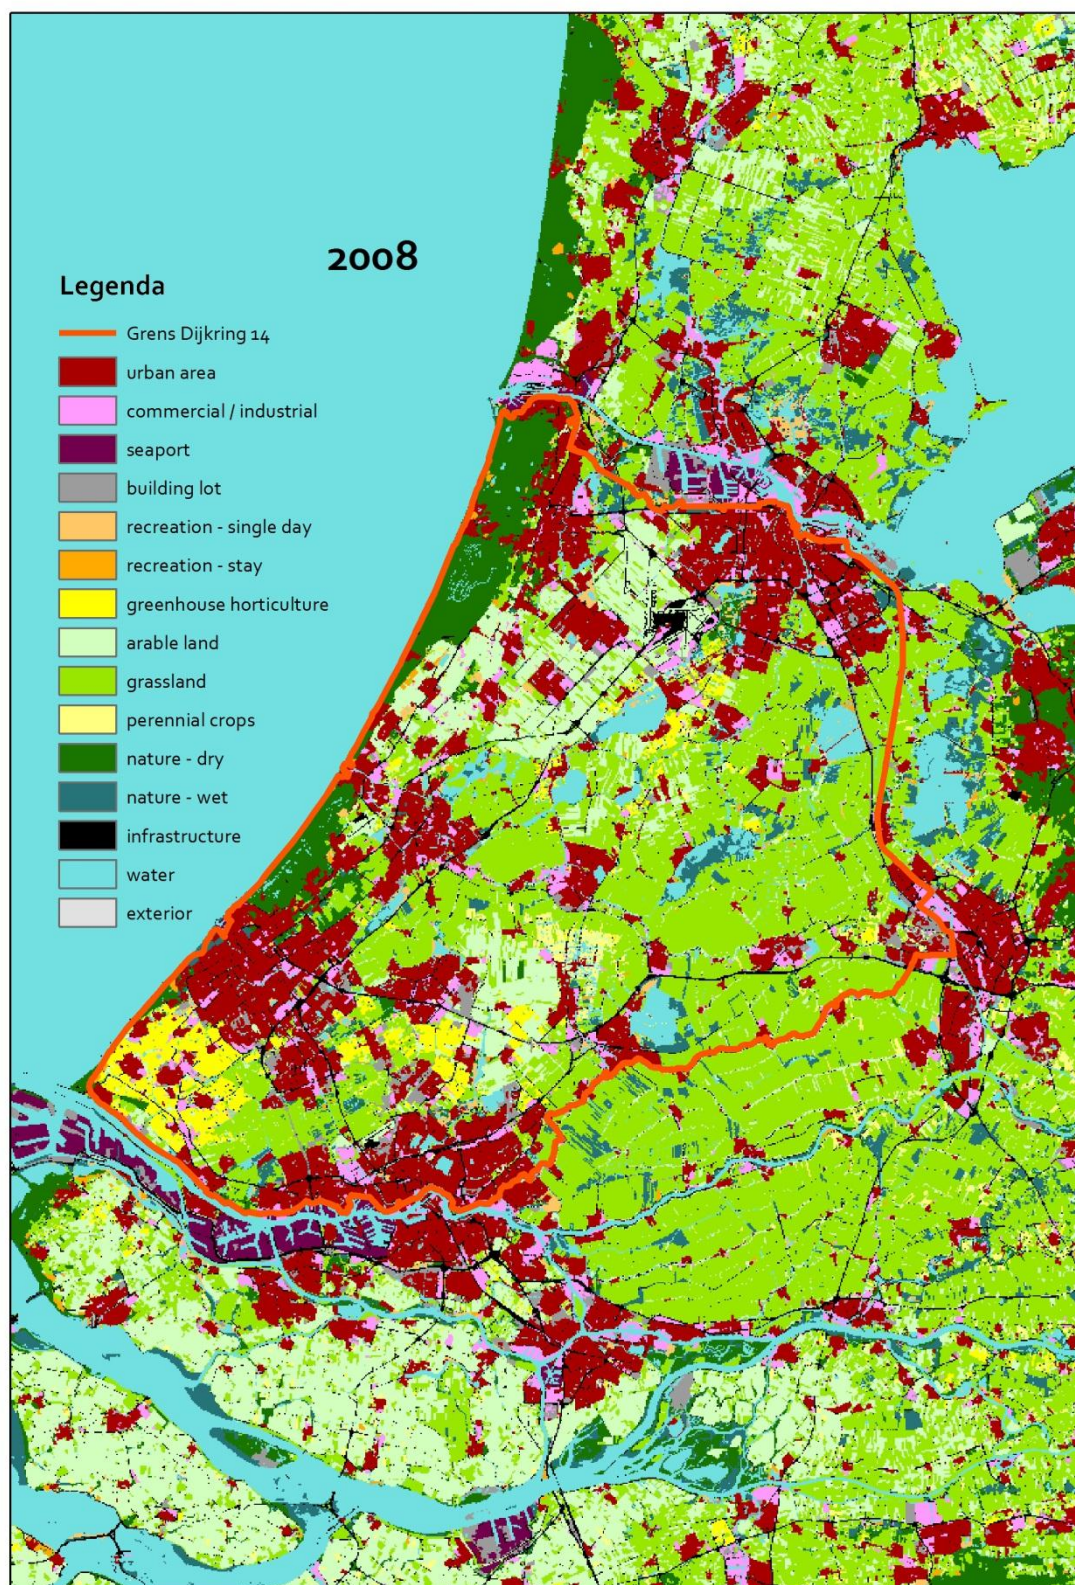 2008
Legenda
Grens Dijkring 14
urban area
commercial / industrial
seaport
building lot
recreation - single day
recreation - stay
greenhouse horticulture
arable land
grassland
perennial crops
nature - dry
nature - wet
infrastructure
water
exterior